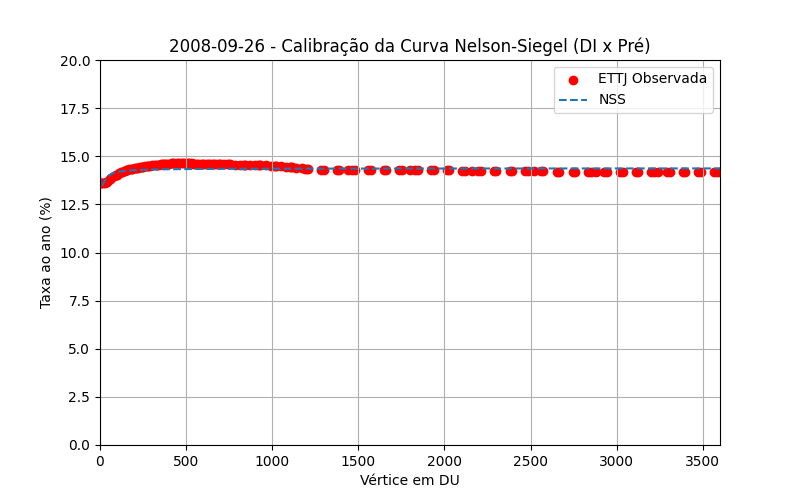 2008-09-26 - Calibração da Curva Nelson-Siegel (DI x Pré)
ETTJ Observada
NSS
Taxa ao ano (%)
20.0
17.5
15.0
12.5
10.0
7.5
5.0
2.5
0.0
0 500 1000 1500 2000 2500 3000 3500
Vértice em DU